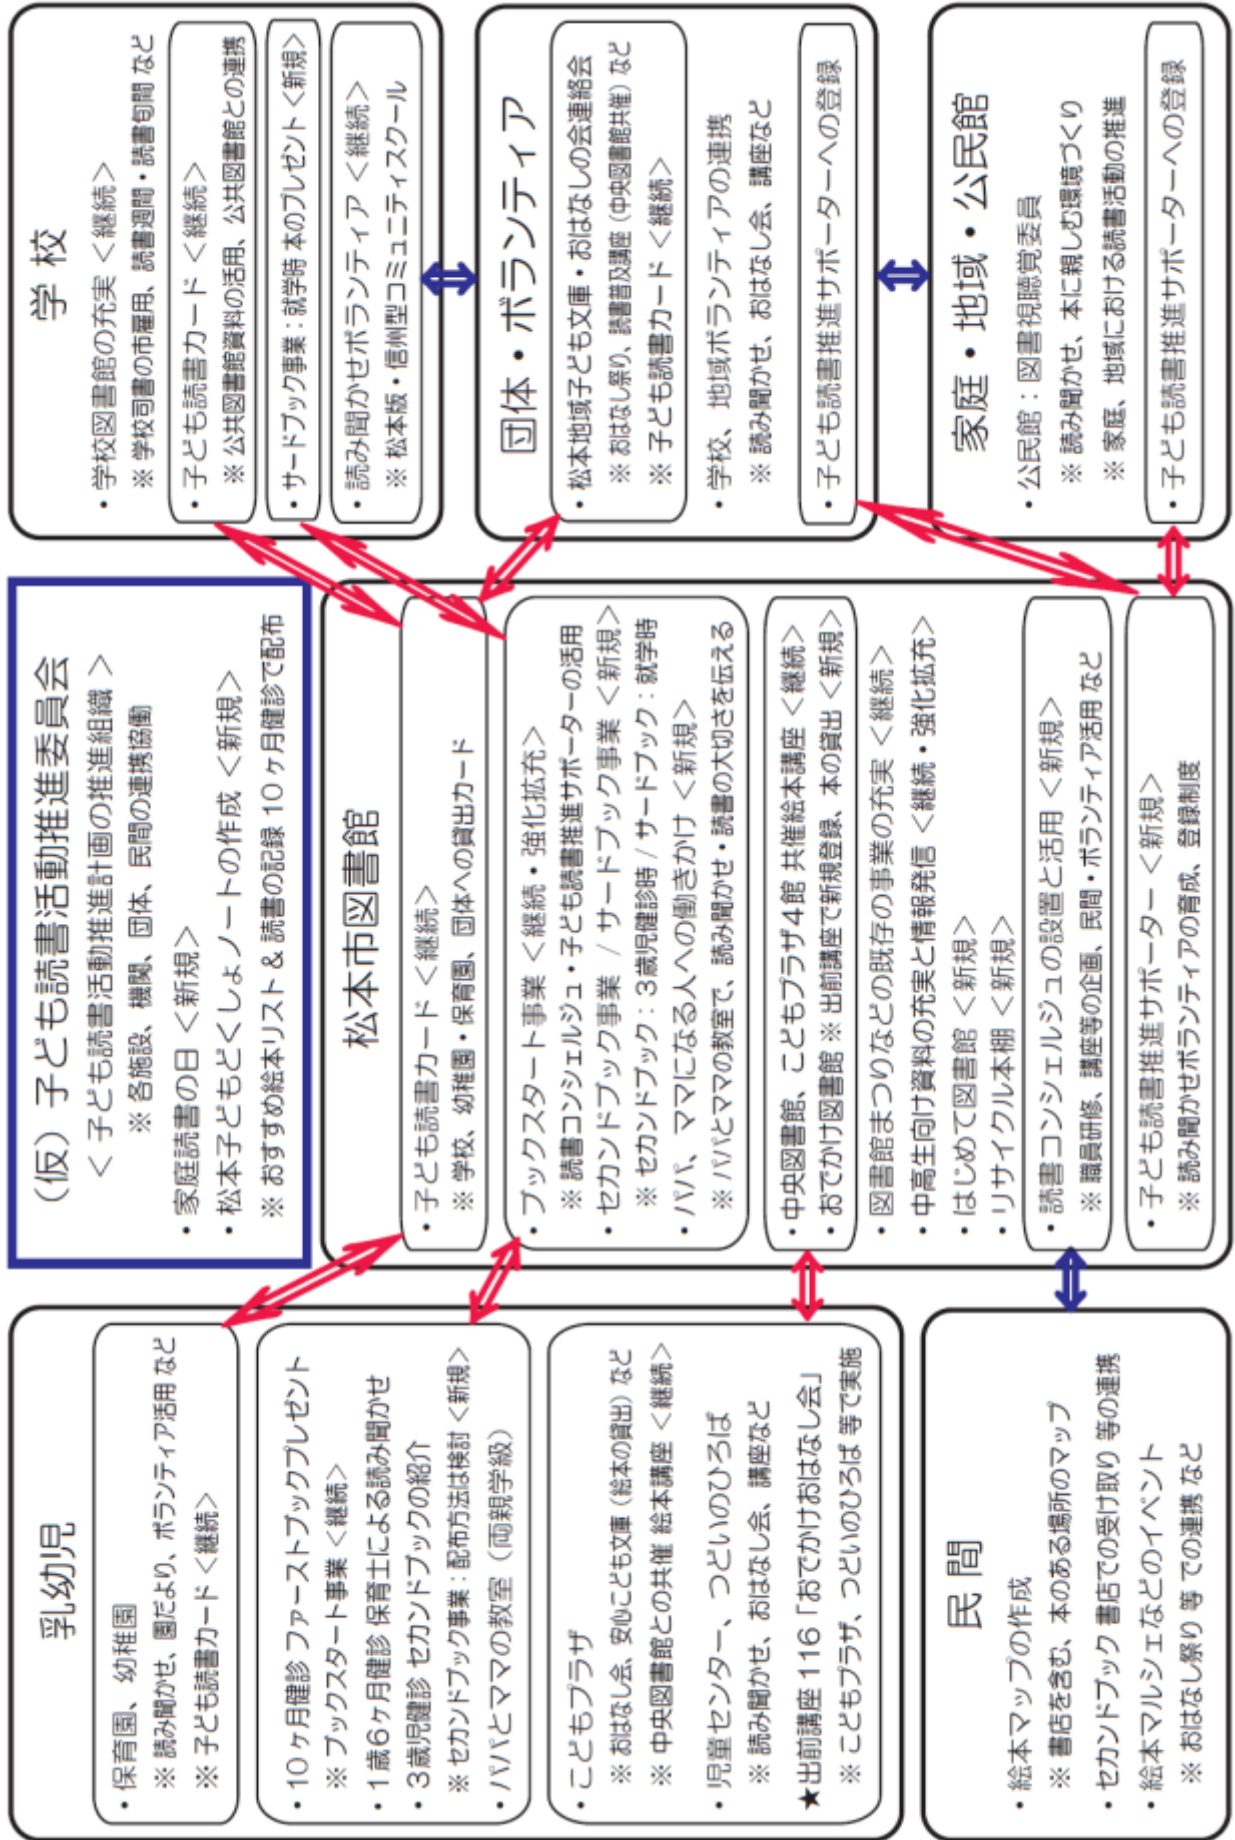 乳幼児
・保育園、幼稚園
※ 読み聞かせ、園だより、ボランティア活用 など
※ 子ども読書カード＜継続＞
・10ヶ月健診 ファーストブックプレゼント
※ ブックスタート事業＜継続＞
・1歳6ヶ月健診 保育士による読み聞かせ
・3歳児健診 セカンドブックの紹介
※ セカンドブック事業：配布方法は検討＜新規＞
・パパとママの教室（両親学級）
・こどもプラザ
※ おはなし会、安心こども文庫（絵本の貸出）など
※ 中央図書館との共催 絵本講座＜継続＞
・児童センター、つどいのひろば
※ 読み聞かせ、おはなし会、講座など
★出前講座 116「おでかけおはなし会」
※ こどもプラザ、つどいのひろば 等で実施
民間
・絵本マップの作成
※ 書店を含む、本のある場所のマップ
・セカンドブック 書店での受け取り 等の連携
・絵本マルシェなどのイベント
※ おはなし祭り 等 での連携 など
（仮）子ども読書活動推進委員会
＜ 子ども読書活動推進計画の推進組織 ＞
※ 各施設、機関、団体、民間の連携協働
・家庭読書の日＜新規＞
・松本子どもどくしょノートの作成＜新規＞
※ おすすめ絵本リスト & 読書の記録 10ヶ月健診で配布
松本市図書館
・子ども読書カード＜継続＞
※ 学校、幼稚園・保育園、団体への貸出カード
・ブックスタート事業＜継続・強化拡充＞
※ 読書コンシェルジュ・子ども読書推進サポーターの活用
・セカンドブック事業 / サードブック事業＜新規＞
※ セカンドブック：3歳児健診時 / サードブック：就学時
・パパ、ママになる人への働きかけ＜新規＞
※ パパとママの教室で、読み聞かせ・読書の大切さを伝える
・中央図書館、こどもプラザ4館 共催絵本講座＜継続＞
・おでかけ図書館 ※ 出前講座で新規登録、本の貸出＜新規＞
・図書館まつりなどの既存の事業の充実＜継続＞
・中高生向け資料の充実と情報発信＜継続・強化拡充＞
・はじめて図書館＜新規＞
・リサイクル本棚＜新規＞
・読書コンシェルジュの設置と活用＜新規＞
※ 職員研修、講座等の企画、民間・ボランティア活用 など
・子ども読書推進サポーター＜新規＞
※ 読み聞かせボランティアの育成、登録制度
学校
・学校図書館の充実＜継続＞
※ 学校司書の市雇用、読書週間・読書旬間 など
・子ども読書カード＜継続＞
※ 公共図書館資料の活用、公共図書館との連携
・サードブック事業：就学時 本のプレゼント＜新規＞
・読み聞かせボランティア＜継続＞
※ 松本版・信州型コミュニティスクール
団体・ボランティア
・松本地域子ども文庫・おはなしの会連絡会
※ おはなし祭り、読書普及講座（中央図書館共催）など
※ 子ども読書カード＜継続＞
・学校、地域ボランティアの連携
※ 読み聞かせ、おはなし会、講座など
・子ども読書推進サポーターへの登録
家庭・地域・公民館
・公民館：図書視聴覚委員
※ 読み聞かせ、本に親しむ環境づくり
※ 家庭、地域における読書活動の推進
・子ども読書推進サポーターへの登録